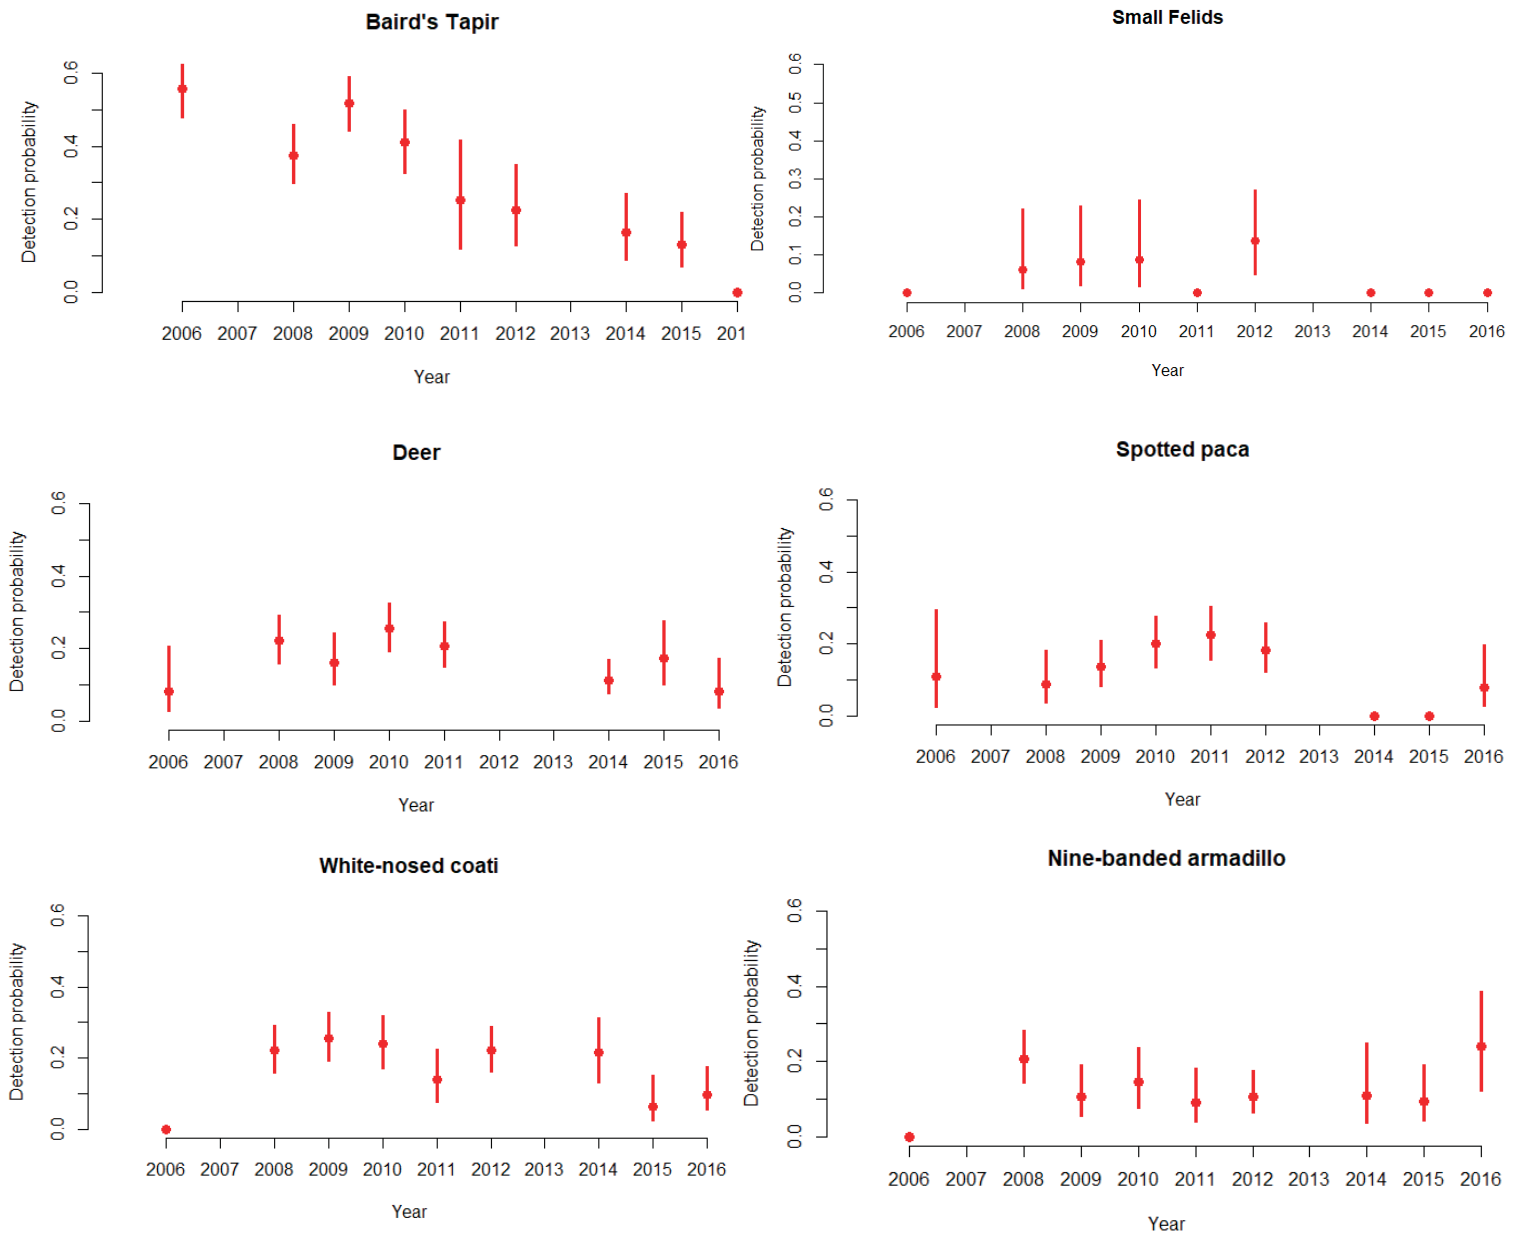 Baird's Tapir
Detection probability
0.6
0.4
0.2
0.0
2006 2007 2008 2009 2010 2011 2012 2013 2014 2015 201
Year
Small Felids
Detection probability
0.6
0.5
0.4
0.3
0.2
0.1
0.0
2006 2007 2008 2009 2010 2011 2012 2013 2014 2015 2016
Year
Deer
Detection probability
0.6
0.4
0.2
0.0
2006 2007 2008 2009 2010 2011 2012 2013 2014 2015 2016
Year
Spotted paca
Detection probability
0.6
0.4
0.2
0.0
2006 2007 2008 2009 2010 2011 2012 2013 2014 2015 2016
Year
White-nosed coati
Detection probability
0.6
0.4
0.2
0.0
2006 2007 2008 2009 2010 2011 2012 2013 2014 2015 2016
Year
Nine-banded armadillo
Detection probability
0.6
0.4
0.2
0.0
2006 2007 2008 2009 2010 2011 2012 2013 2014 2015 2016
Year